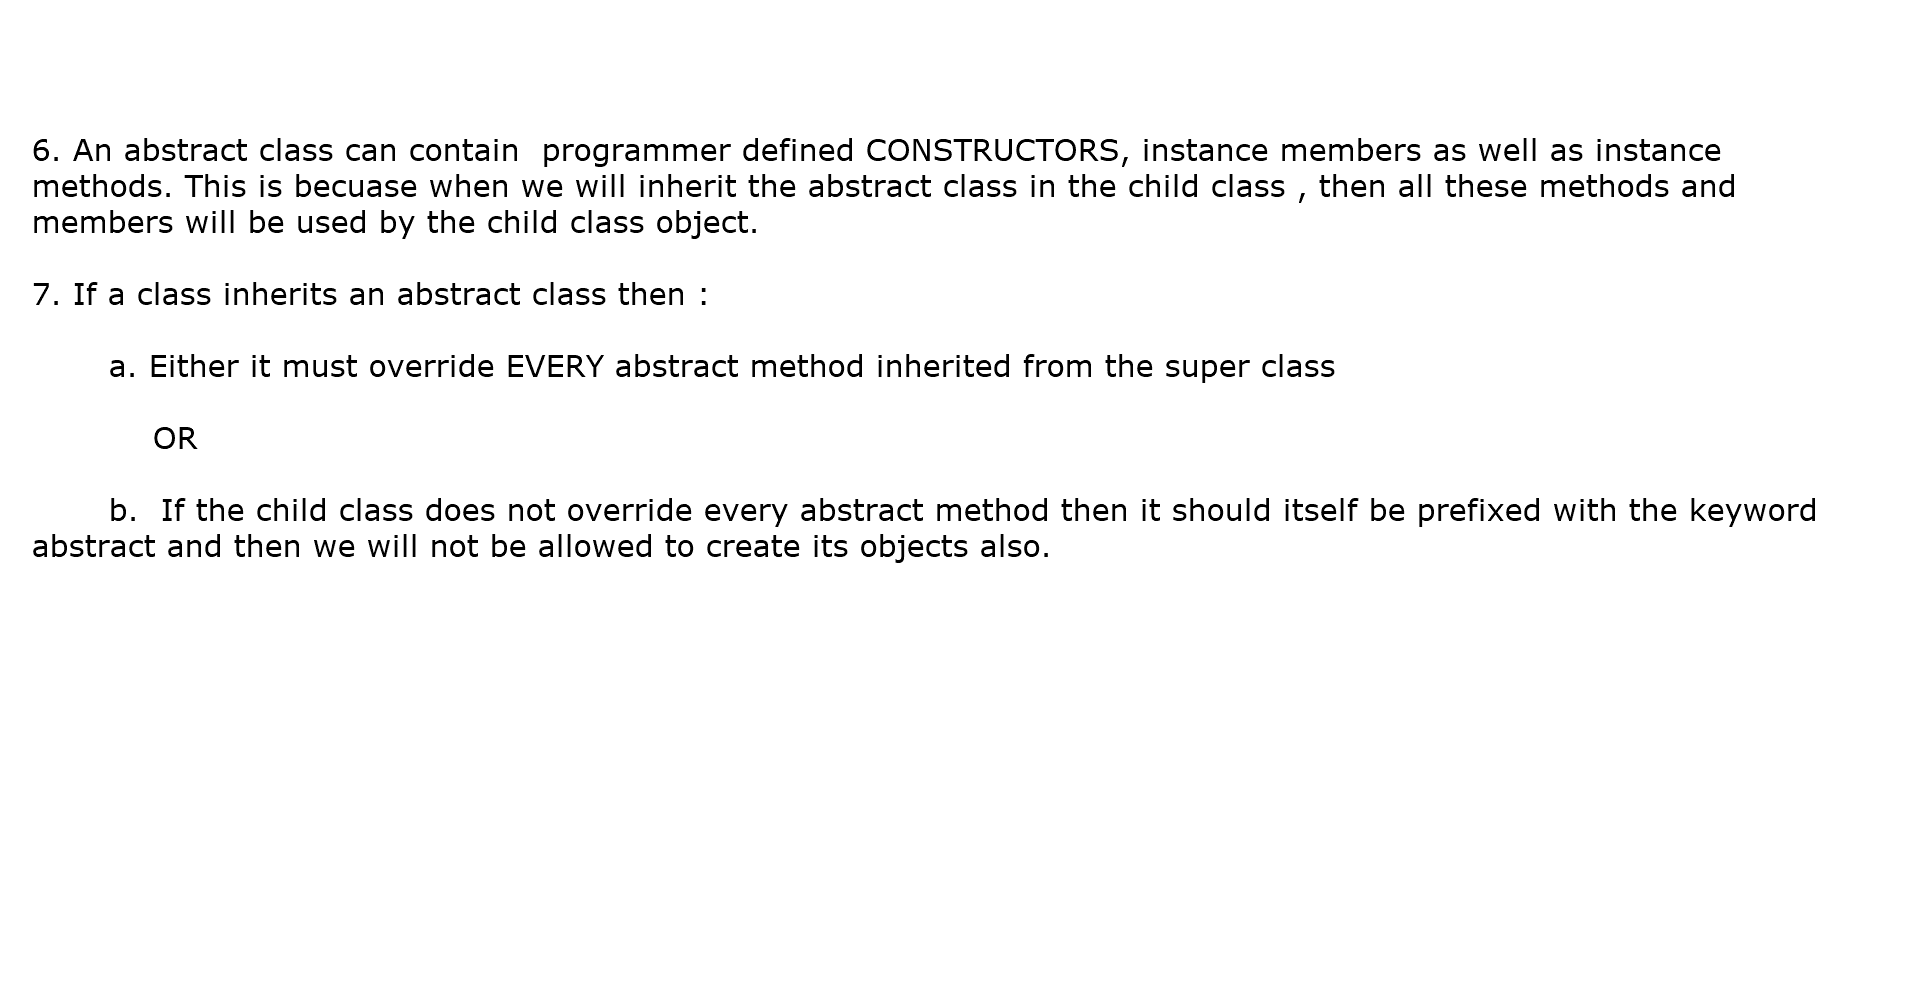 6. An abstract class can contain  programmer defined CONSTRUCTORS, instance members as well as instance
methods. This is becuase when we will inherit the abstract class in the child class , then all these methods and
members will be used by the child class object.
7. If a class inherits an abstract class then :
a. Either it must override EVERY abstract method inherited from the super class
OR
b.  If the child class does not override every abstract method then it should itself be prefixed with the keyword
abstract and then we will not be allowed to create its objects also.